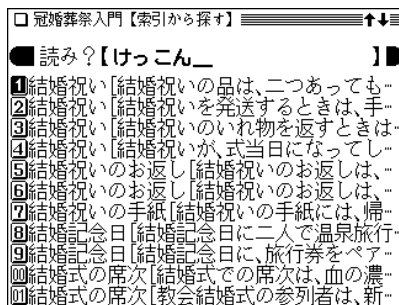 □ 冠婚葬祭入門【索引から探す】 ↑↓
読み?【けっこん_ 】
1 結婚祝い[結婚祝いの品は、二つあっても…
2 結婚祝い[結婚祝いを発送するときは、手…
3 結婚祝い[結婚祝いのいれ物を返すときは…
4 結婚祝い[結婚祝いが、式当日になってし…
5 結婚祝いのお返し[結婚祝いのお返しは、…
6 結婚祝いのお返し[結婚祝いのお返しは、…
7 結婚祝いの手紙[結婚祝いの手紙には、帰…
8 結婚記念日[結婚記念日に二人で温泉旅行…
9 結婚記念日[結婚記念日に、旅行券をペア…
00 結婚式の席次[結婚式での席次は、血の濃…
01 結婚式の席次[教会結婚式の参列者は、新…